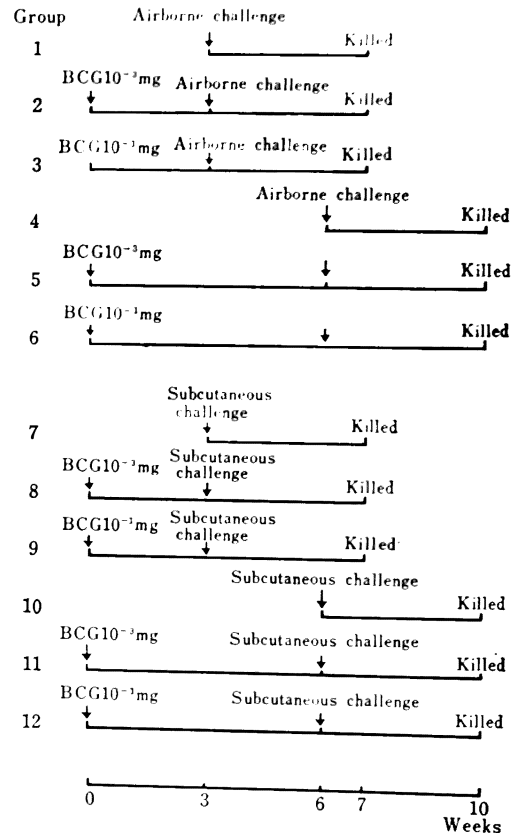 Group
Airborne challenge
1 Killed
BCG10⁻³mg Airborne challenge
2 Killed
BCG10⁻¹mg Airborne challenge
3 Killed
Airborne challenge
4 Killed
BCG10⁻³mg
5 Killed
BCG10⁻¹mg
6 Killed
Subcutaneous
challenge
7 Killed
BCG10⁻³mg Subcutaneous
challenge
8 Killed
BCG10⁻¹mg Subcutaneous
challenge
9 Killed
Subcutaneous challenge
10 Killed
BCG10⁻³mg Subcutaneous challenge
11 Killed
BCG10⁻¹mg Subcutaneous challenge
12 Killed
0 3 6 7 10
Weeks